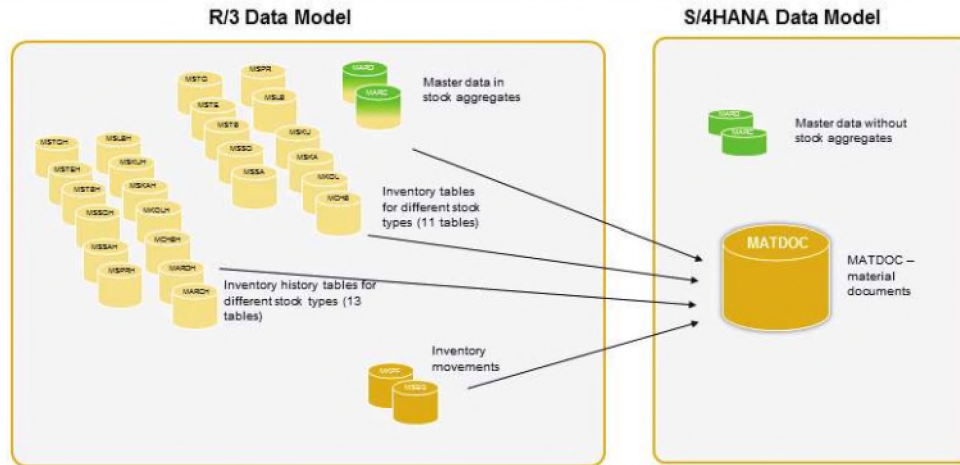 R/3 Data Model
S/4HANA Data Model
MSTQ
MSPR
MSTE
MSLB
MSTB
MSKU
MSSQ
MSKA
MSSA
MKOL
MCHB
MARD
MARC
Master data in
stock aggregates
MSTQH
MSLBH
MSTEH
MSKUH
MSTBH
MSKAH
MSSQH
MKOLH
MSSAH
MCHBH
MSPRH
MARDH
MARCH
Inventory tables
for different stock
types (11 tables)
Inventory history tables for
different stock types (13
tables)
Inventory
movements
MKPF
MARD
MARC
Master data without
stock aggregates
MATDOC
MATDOC –
material
documents